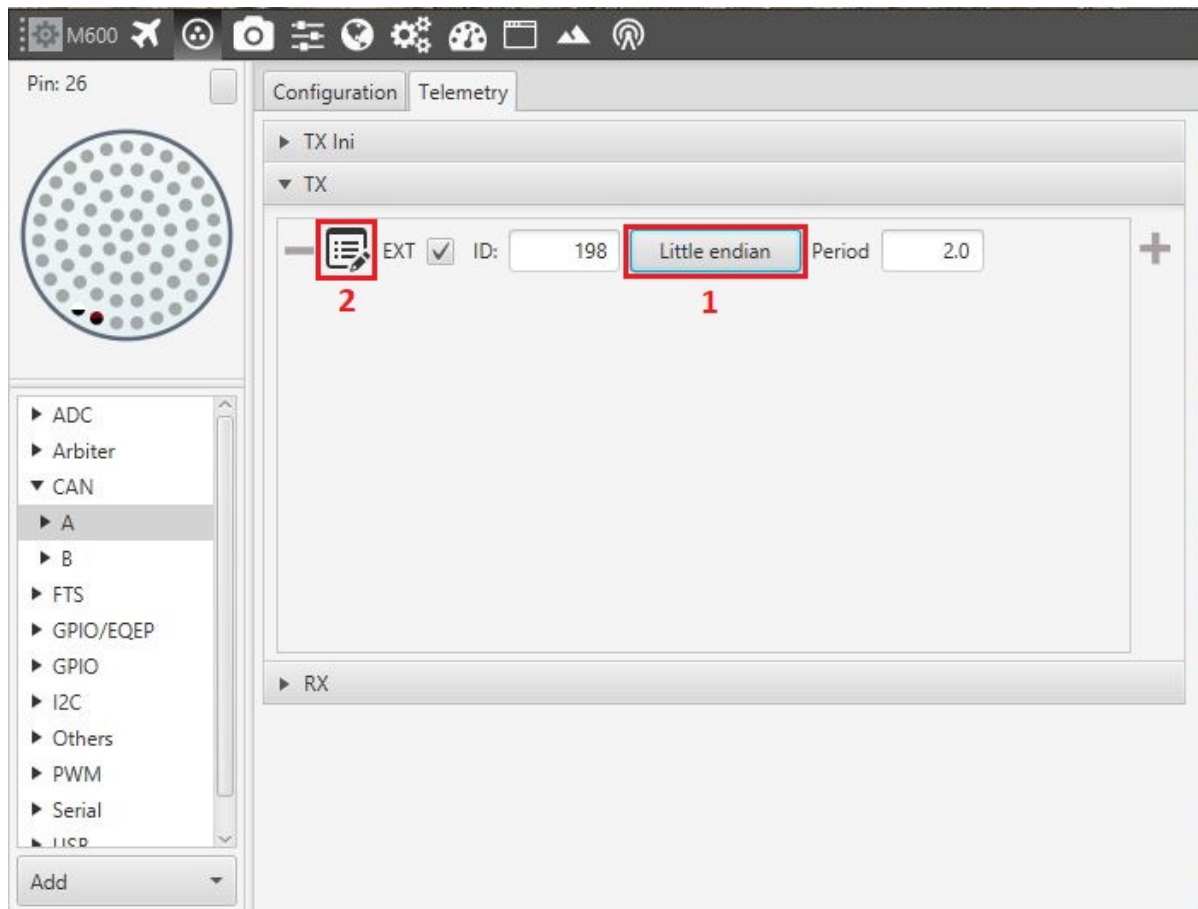 M600
Pin: 26
Configuration Telemetry
TX Ini
TX
EXT ID: 198 Little endian Period 2.0
2 1
RX
ADC
Arbiter
CAN
A
B
FTS
GPIO/EQEP
GPIO
I2C
Others
PWM
Serial
USB
Add